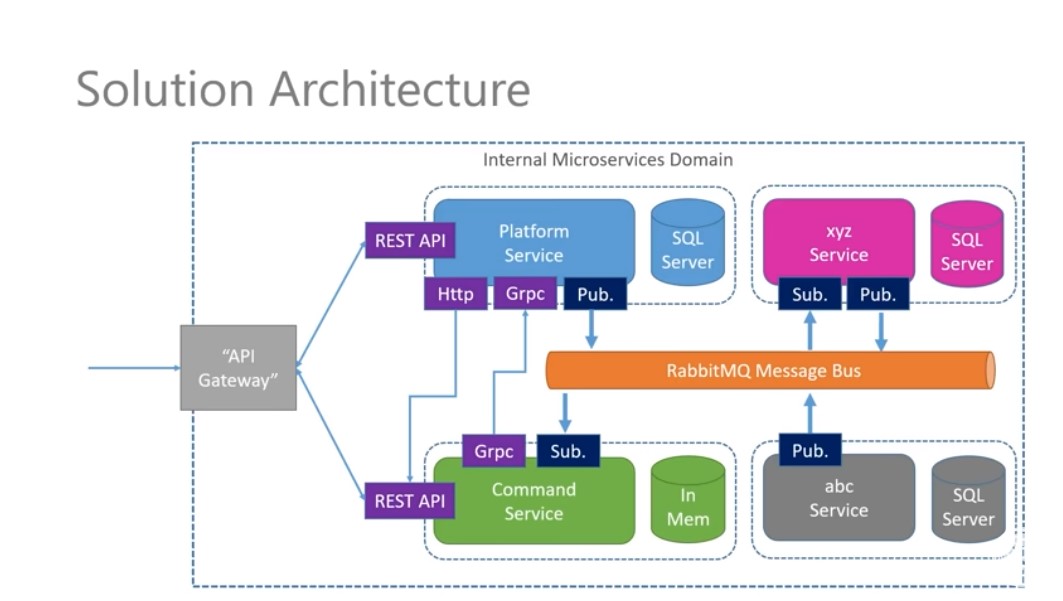 Solution Architecture
Internal Microservices Domain
REST API
Platform
Service
SQL
Server
xyz
Service
SQL
Server
Http
Grpc
Pub.
Sub.
Pub.
“API
Gateway”
RabbitMQ Message Bus
Grpc
Sub.
Pub.
REST API
Command
Service
In
Mem
abc
Service
SQL
Server